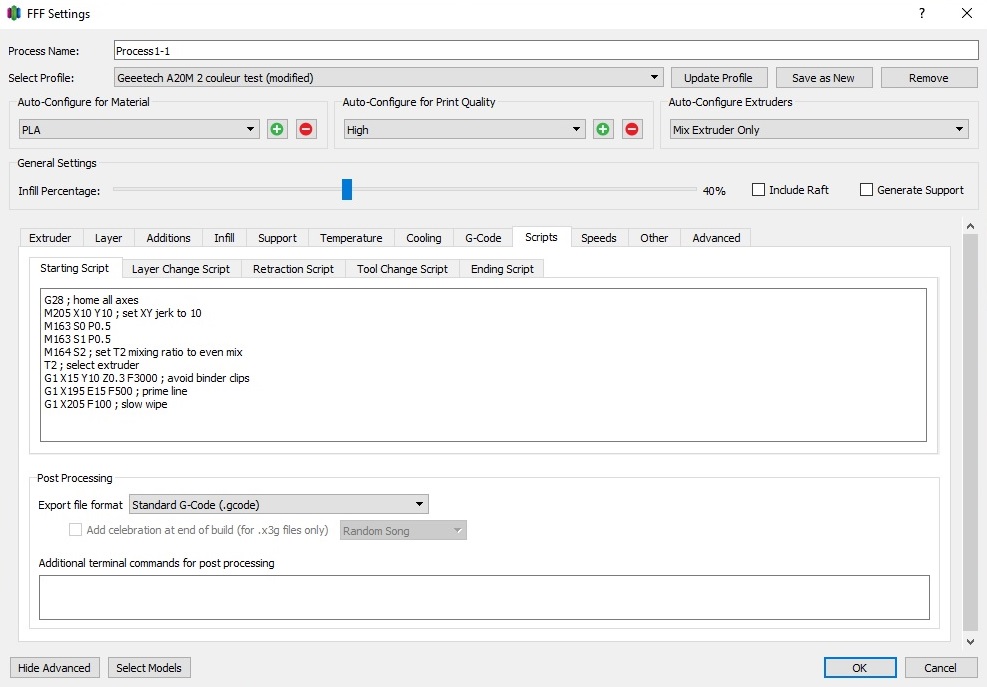 FFF Settings
?
Process Name: Process1-1
Select Profile: Geeetech A20M 2 couleur test (modified) Update Profile Save as New Remove
Auto-Configure for Material Auto-Configure for Print Quality Auto-Configure Extruders
PLA High Mix Extruder Only
General Settings
Infill Percentage: 40% Include Raft Generate Support
Extruder Layer Additions Infill Support Temperature Cooling G-Code Scripts Speeds Other Advanced
Starting Script Layer Change Script Retraction Script Tool Change Script Ending Script
G28 ; home all axes
M205 X10 Y10 ; set XY jerk to 10
M163 S0 P0.5
M163 S1 P0.5
M164 S2 ; set T2 mixing ratio to even mix
T2 ; select extruder
G1 X15 Y10 Z0.3 F3000 ; avoid binder clips
G1 X195 E15 F500 ; prime line
G1 X205 F100 ; slow wipe
Post Processing
Export file format Standard G-Code (.gcode)
Add celebration at end of build (for .x3g files only) Random Song
Additional terminal commands for post processing
Hide Advanced Select Models OK Cancel